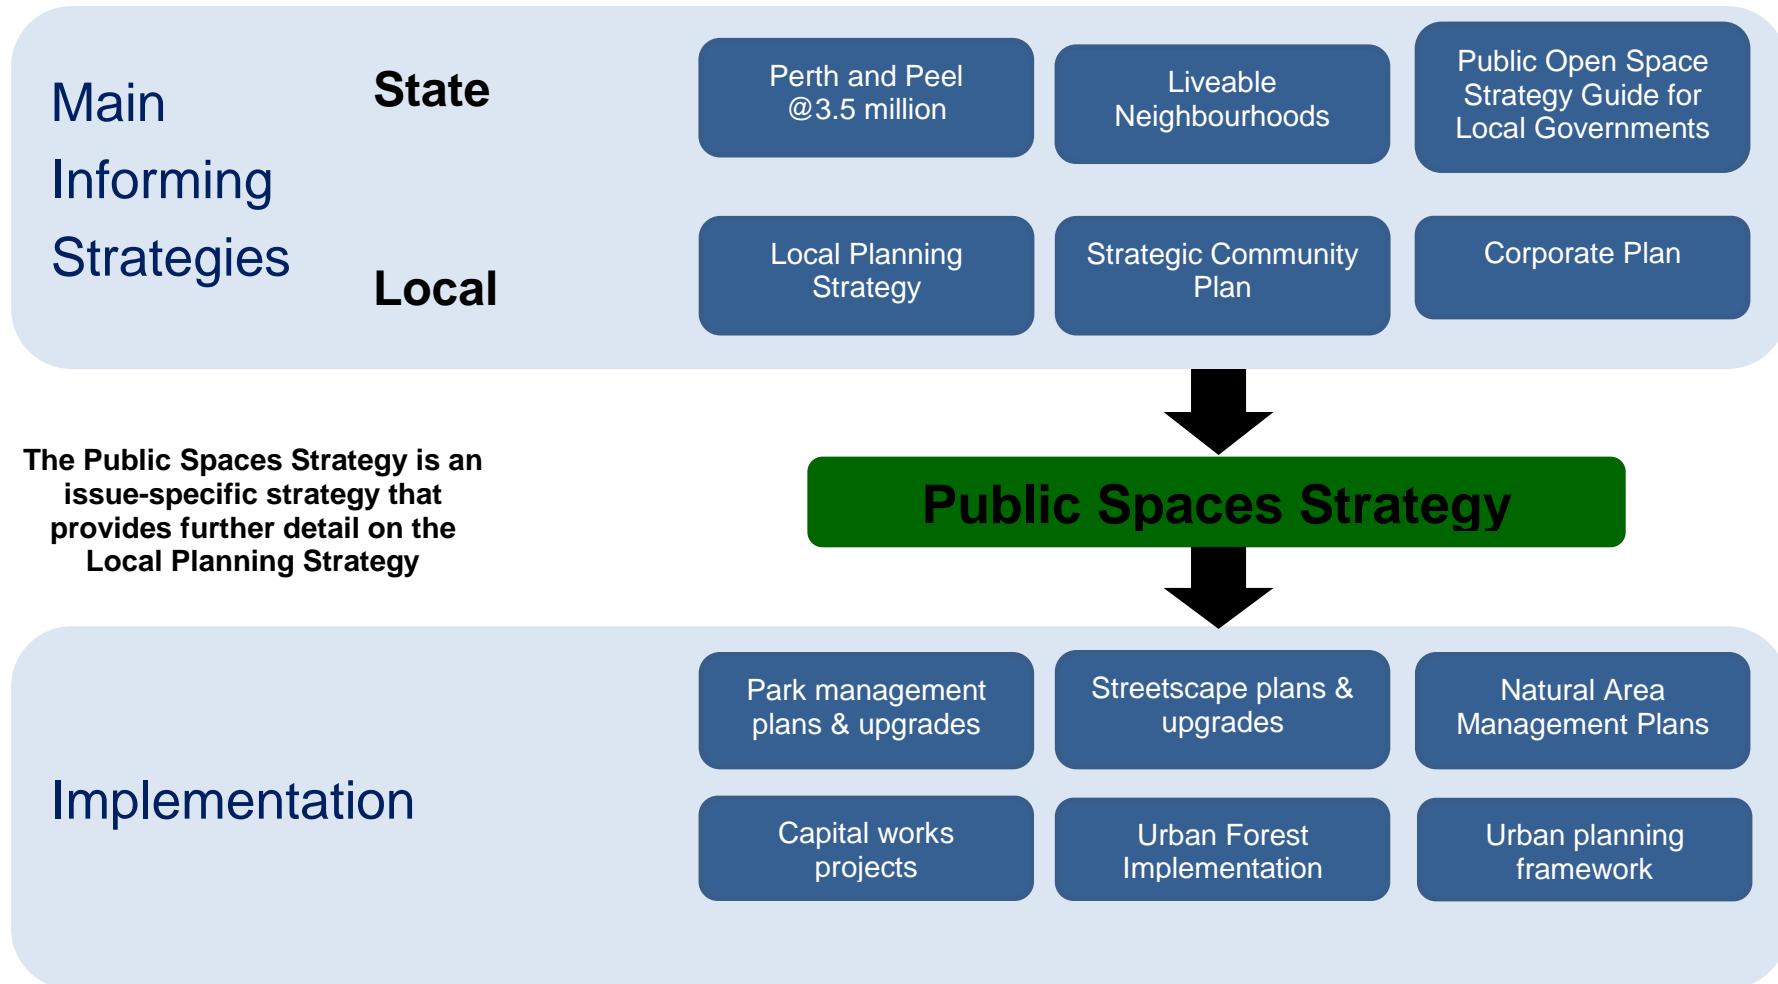 Main
Informing
Strategies
State
Perth and Peel
@3.5 million
Liveable
Neighbourhoods
Public Open Space
Strategy Guide for
Local Governments
Local
Local Planning
Strategy
Strategic Community
Plan
Corporate Plan
The Public Spaces Strategy is an
issue-specific strategy that
provides further detail on the
Local Planning Strategy
Public Spaces Strategy
Implementation
Park management
plans & upgrades
Streetscape plans &
upgrades
Natural Area
Management Plans
Capital works
projects
Urban Forest
Implementation
Urban planning
framework